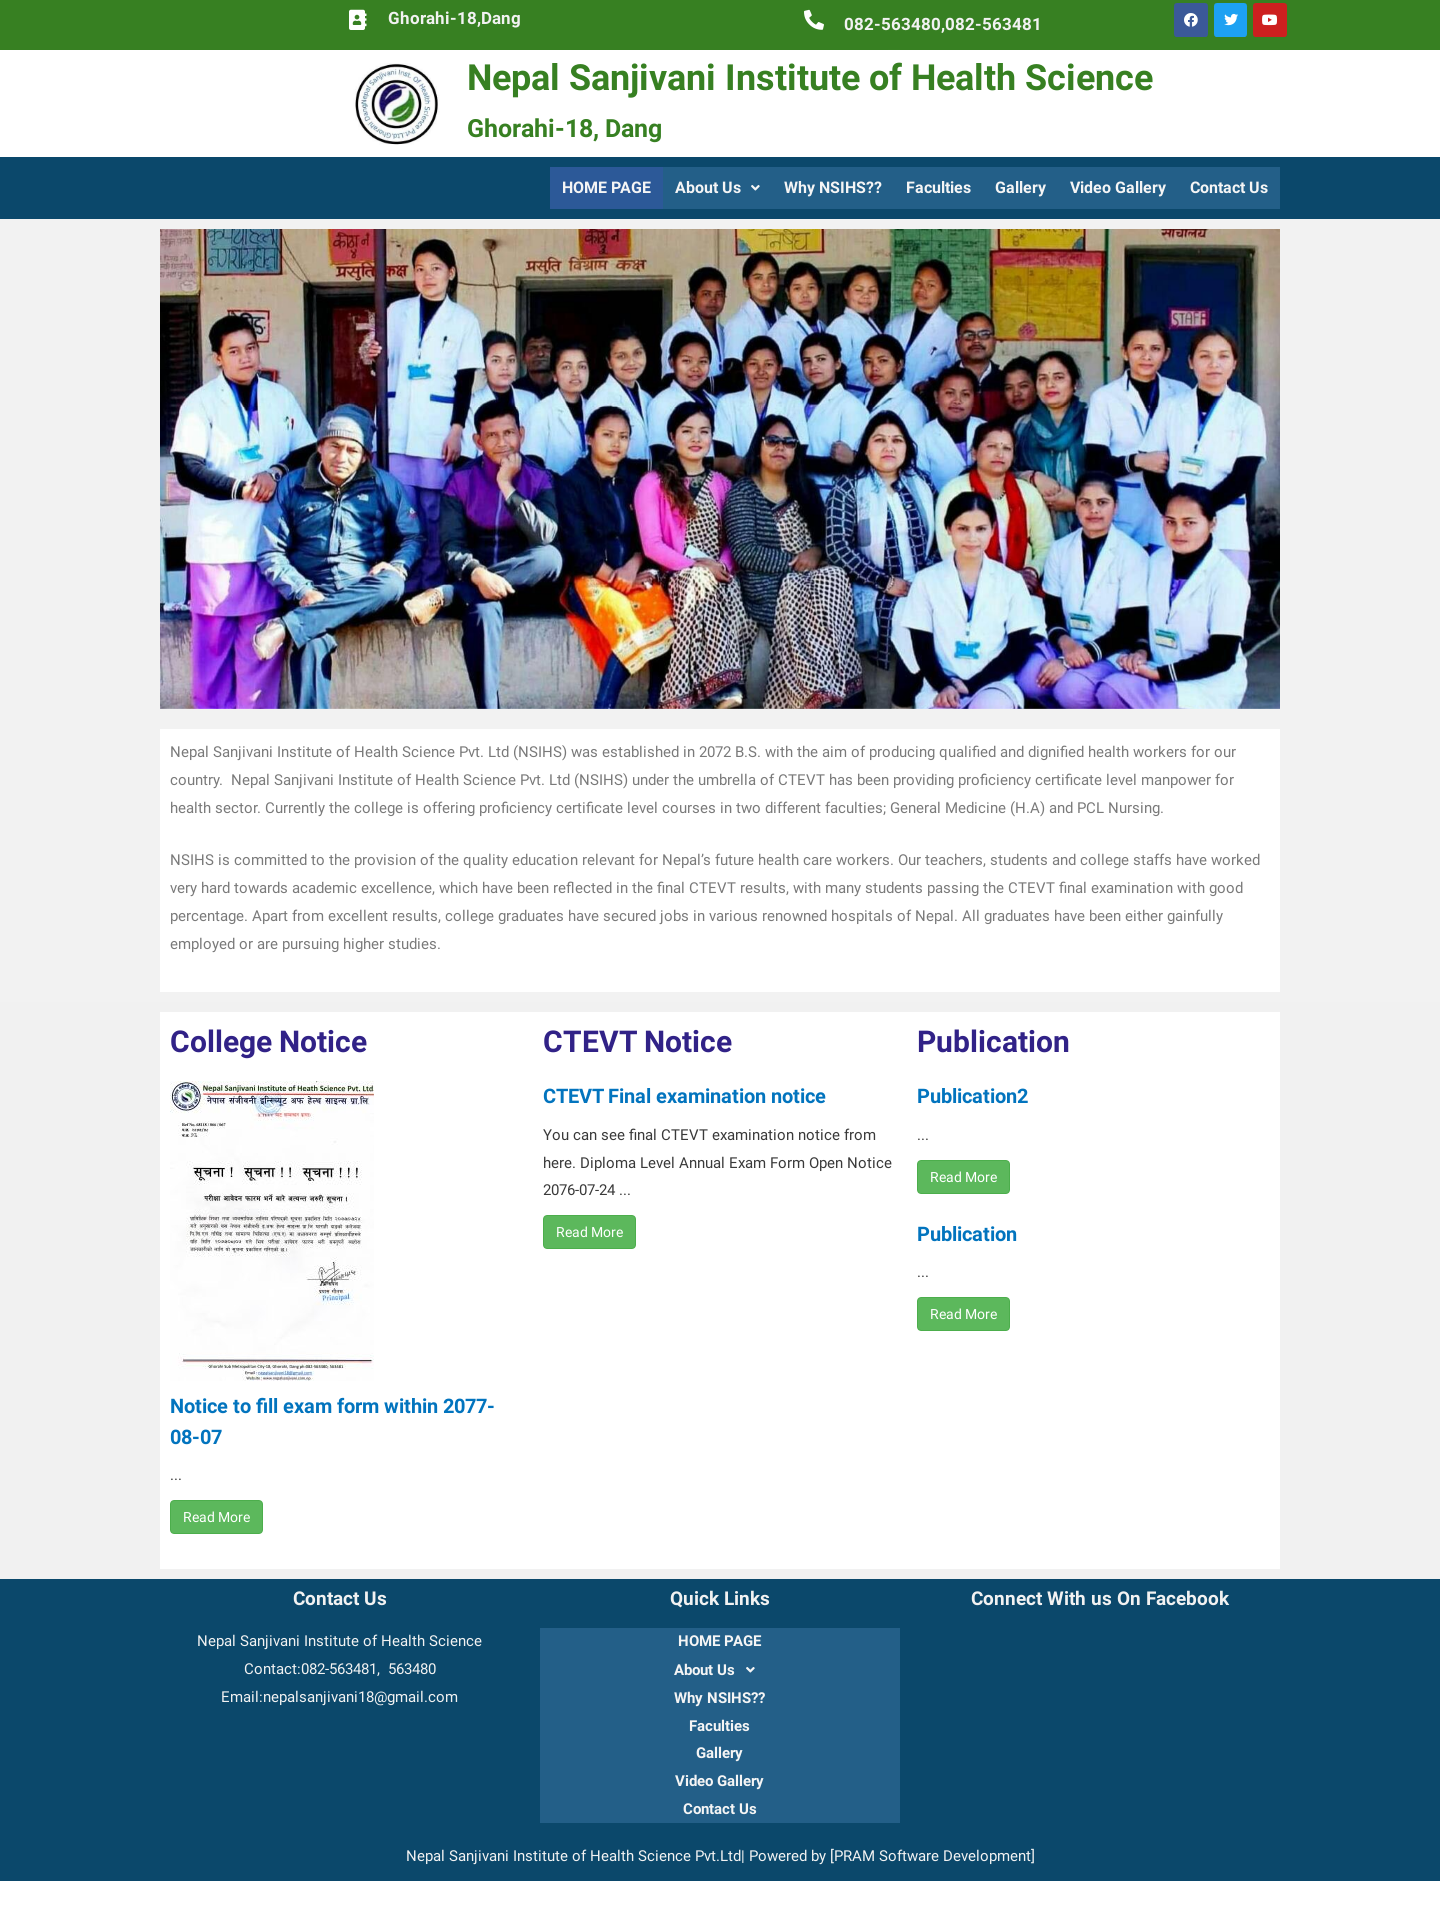 Ghorahi-18,Dang
082-563480,082-563481
Nepal Sanjivani Institute of Health Science
Ghorahi-18, Dang
HOME PAGE About Us Why NSIHS?? Faculties Gallery Video Gallery Contact Us
कोठा नं
कोठा नं
निषेध
प्रसुति कक्ष
प्रसुति विश्राम कक्ष
STAFF
Nepal Sanjivani Institute of Health Science Pvt. Ltd (NSIHS) was established in 2072 B.S. with the aim of producing qualified and dignified health workers for our
country.  Nepal Sanjivani Institute of Health Science Pvt. Ltd (NSIHS) under the umbrella of CTEVT has been providing proficiency certificate level manpower for
health sector. Currently the college is offering proficiency certificate level courses in two different faculties; General Medicine (H.A) and PCL Nursing.
NSIHS is committed to the provision of the quality education relevant for Nepal’s future health care workers. Our teachers, students and college staffs have worked
very hard towards academic excellence, which have been reflected in the final CTEVT results, with many students passing the CTEVT final examination with good
percentage. Apart from excellent results, college graduates have secured jobs in various renowned hospitals of Nepal. All graduates have been either gainfully
employed or are pursuing higher studies.
College Notice
Nepal Sanjivani Institute of Heath Science Pvt. Ltd
नेपाल संजीवनी इन्स्टिच्युट अफ हेल्थ साइन्स प्रा.लि
सूचना ! सूचना ! ! सूचना ! ! !
परीक्षा आवेदन फारम भर्ने बारे अत्यन्त जरुरी सूचना ।
Principal
Notice to fill exam form within 2077-
08-07
...
Read More
CTEVT Notice
CTEVT Final examination notice
You can see final CTEVT examination notice from
here. Diploma Level Annual Exam Form Open Notice
2076-07-24 ...
Read More
Publication
Publication2
...
Read More
Publication
...
Read More
Contact Us
Nepal Sanjivani Institute of Health Science
Contact:082-563481,  563480
Email:nepalsanjivani18@gmail.com
Quick Links
HOME PAGE
About Us
Why NSIHS??
Faculties
Gallery
Video Gallery
Contact Us
Connect With us On Facebook
Nepal Sanjivani Institute of Health Science Pvt.Ltd| Powered by [PRAM Software Development]